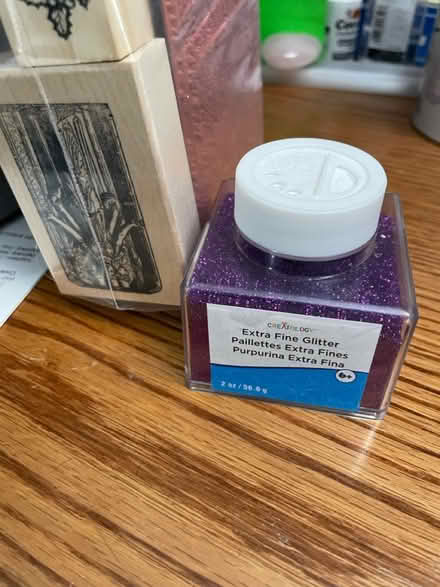 CREATOLOGY
Extra Fine Glitter
Paillettes Extra Fines
Purpurina Extra Fina
6+
2 oz / 56.6 g